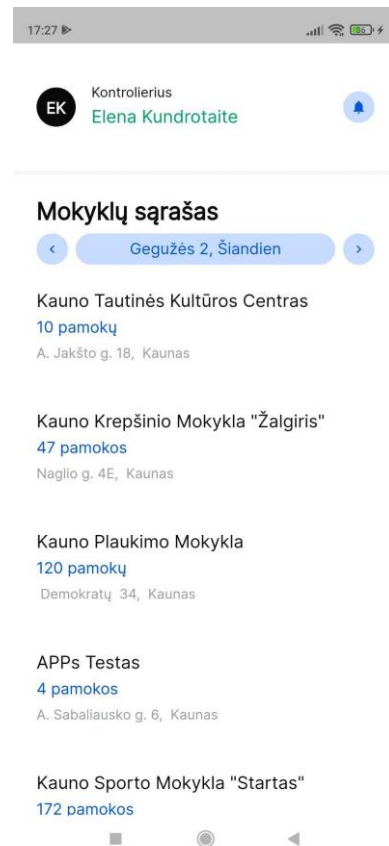 17:27
EK
Kontrolierius
Elena Kundrotaite
Mokyklų sąrašas
Gegužės 2, Šiandien
Kauno Tautinės Kultūros Centras
10 pamokų
A. Jakšto g. 18, Kaunas
Kauno Krepšinio Mokykla "Žalgiris"
47 pamokos
Naglio g. 4E, Kaunas
Kauno Plaukimo Mokykla
120 pamokų
Demokratų 34, Kaunas
APPs Testas
4 pamokos
A. Sabaliausko g. 6, Kaunas
Kauno Sporto Mokykla "Startas"
172 pamokos